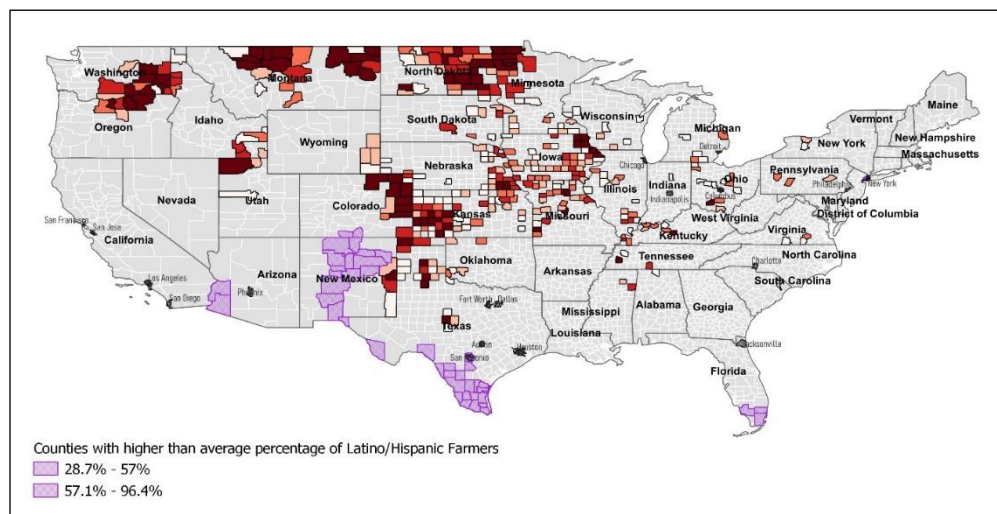 Washington
Montana
North Dakota
Minnesota
Maine
Oregon
Idaho
South Dakota
Wisconsin
Michigan
Vermont
New Hampshire
Massachusetts
New York
Wyoming
Detroit
Nebraska
Iowa
Chicago
Illinois
Indiana
Indianapolis
Ohio
Columbus
Pennsylvania
Philadelphia
New York
Maryland
District of Columbia
Nevada
Utah
Colorado
Kansas
Missouri
West Virginia
Virginia
Kentucky
San Francisco
San Jose
California
Los Angeles
San Diego
Arizona
Phoenix
New Mexico
Oklahoma
Arkansas
Tennessee
North Carolina
Charlotte
South Carolina
Fort Worth
Dallas
Texas
Austin
San Antonio
Houston
Mississippi
Louisiana
Alabama
Georgia
Jacksonville
Florida
Counties with higher than average percentage of Latino/Hispanic Farmers
28.7% - 57%
57.1% - 96.4%